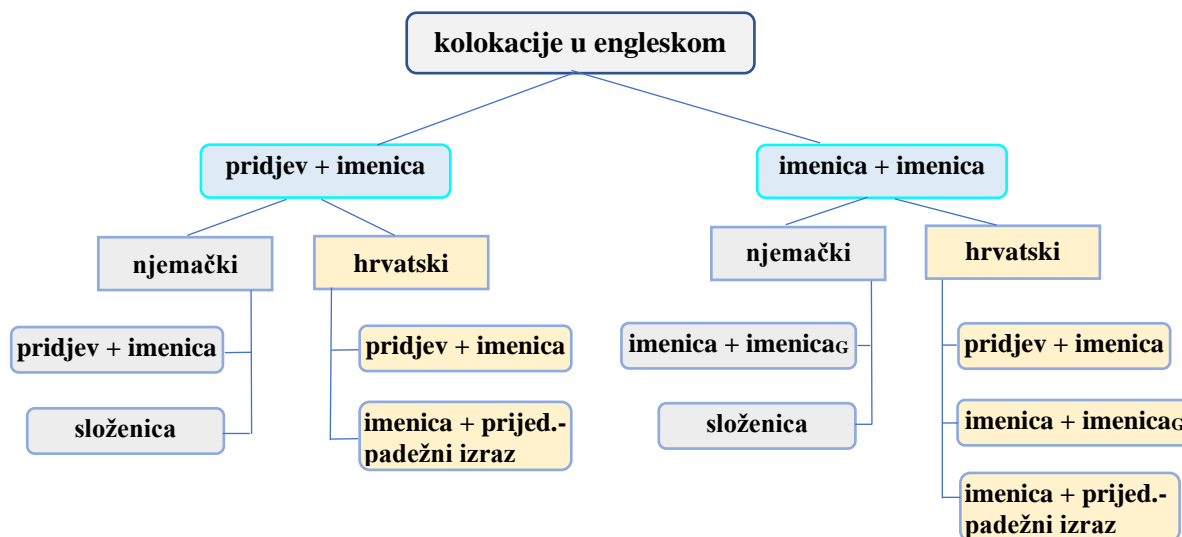 kolokacije u engleskom
pridjev + imenica
imenica + imenica
njemački
hrvatski
njemački
hrvatski
pridjev + imenica
pridjev + imenica
imenica + imenicaG
pridjev + imenica
složenica
imenica + prijed.-
padežni izraz
složenica
imenica + imenicaG
imenica + prijed.-
padežni izraz